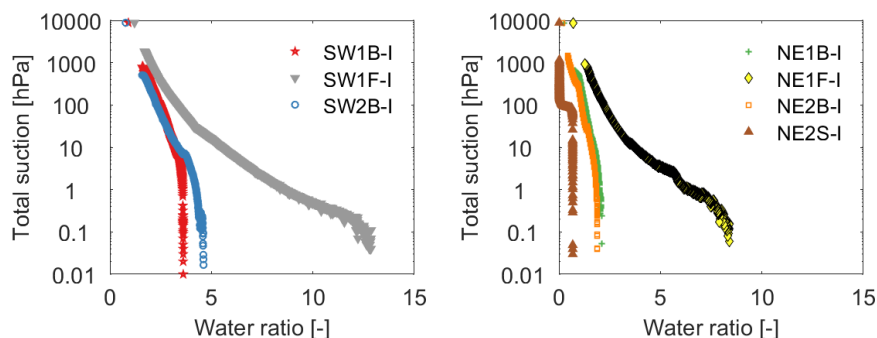 10000
1000
100
10
1
0.1
0.01
Total suction [hPa]
0
5
10
15
Water ratio [-]
SW1B-I
SW1F-I
SW2B-I
10000
1000
100
10
1
0.1
0.01
Total suction [hPa]
0
5
10
15
Water ratio [-]
NE1B-I
NE1F-I
NE2B-I
NE2S-I